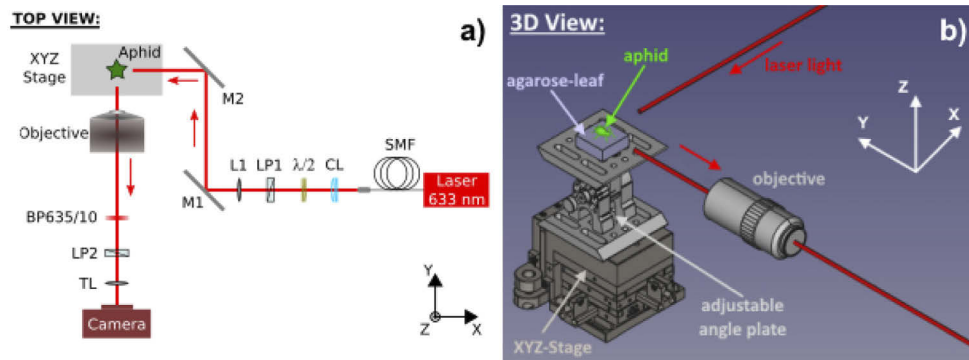 TOP VIEW:
a)
XYZ
Stage
Aphid
M2
Objective
SMF
L1
LP1
λ/2
CL
Laser
633 nm
M1
BP635/10
LP2
TL
Camera
Y
Z
X
3D View:
b)
aphid
laser light
agarose-leaf
Z
X
Y
objective
adjustable
angle plate
XYZ-Stage